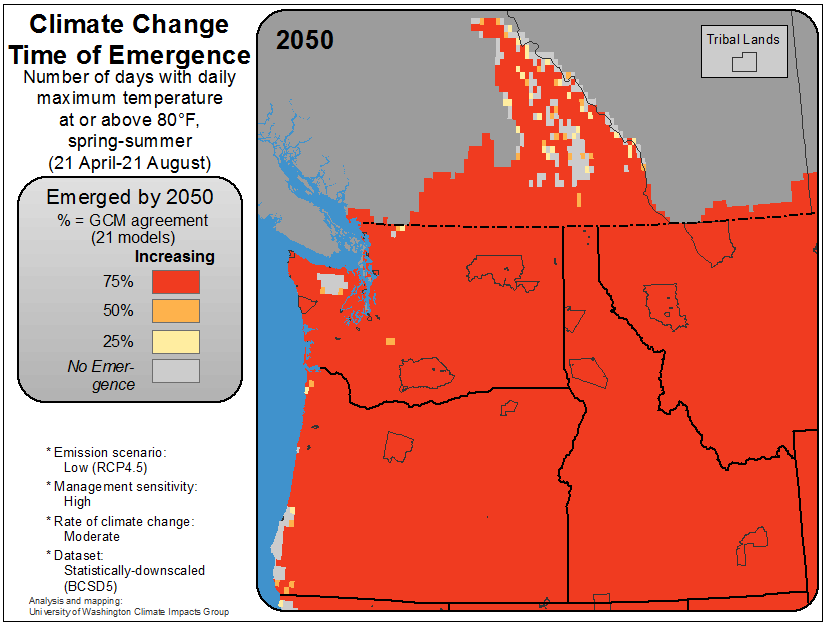 Climate Change
Time of Emergence
Number of days with daily
maximum temperature
at or above 80°F,
spring-summer
(21 April-21 August)
Emerged by 2050
% = GCM agreement
(21 models)
Increasing
75%
50%
25%
No Emer-
gence
* Emission scenario:
Low (RCP4.5)
* Management sensitivity:
High
* Rate of climate change:
Moderate
* Dataset:
Statistically-downscaled
(BCSD5)
Analysis and mapping:
University of Washington Climate Impacts Group
2050
Tribal Lands